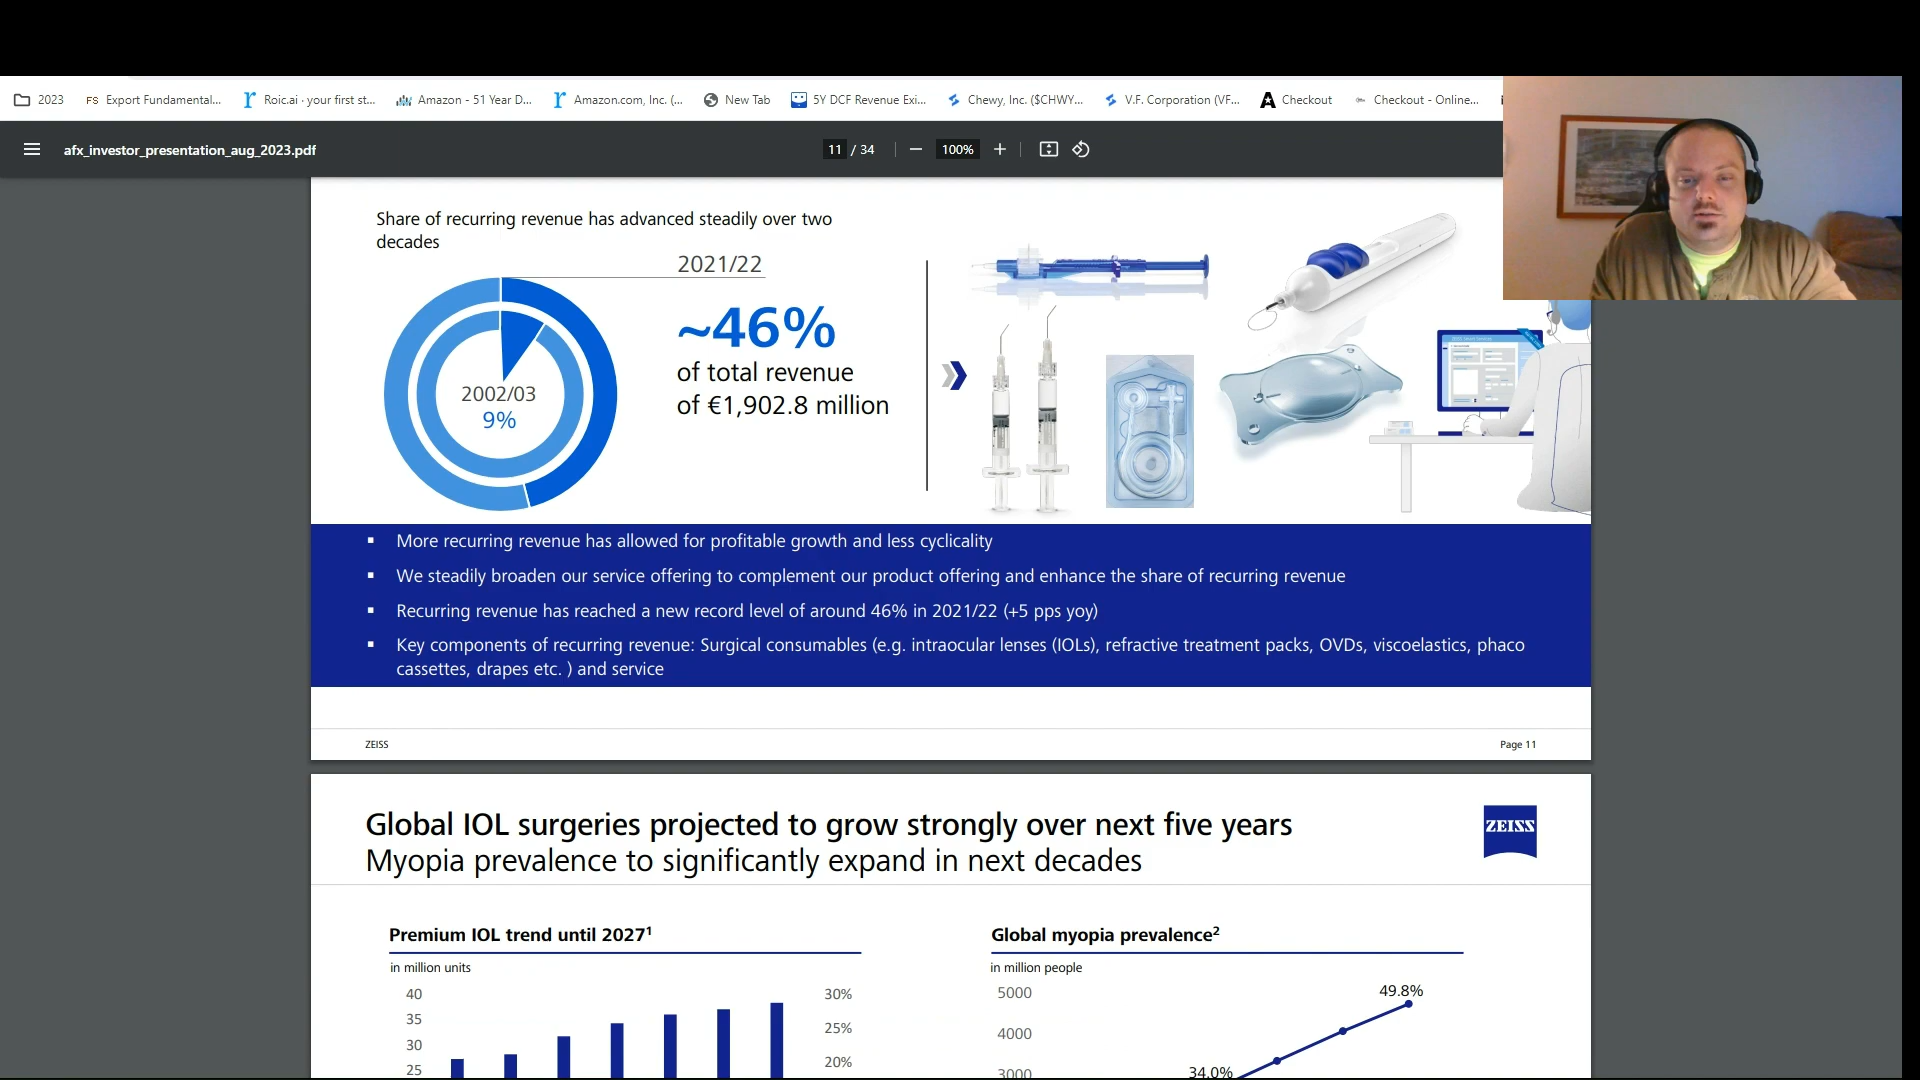 2023
Export Fundamental...
Roic.ai · your first st...
Amazon - 51 Year D...
Amazon.com, Inc. (...
New Tab
5Y DCF Revenue Exi...
Chewy, Inc. ($CHWY...
V.F. Corporation (VF...
Checkout
Checkout - Online...
afx_investor_presentation_aug_2023.pdf
11 / 34
100%
Share of recurring revenue has advanced steadily over two
decades
2021/22
~46%
of total revenue
of €1,902.8 million
2002/03
9%
▪ More recurring revenue has allowed for profitable growth and less cyclicality
▪ We steadily broaden our service offering to complement our product offering and enhance the share of recurring revenue
▪ Recurring revenue has reached a new record level of around 46% in 2021/22 (+5 pps yoy)
▪ Key components of recurring revenue: Surgical consumables (e.g. intraocular lenses (IOLs), refractive treatment packs, OVDs, viscoelastics, phaco
cassettes, drapes etc. ) and service
ZEISS
Page 11
Global IOL surgeries projected to grow strongly over next five years
Myopia prevalence to significantly expand in next decades
ZEISS
Premium IOL trend until 2027¹
in million units
40
35
30
25
30%
25%
20%
Global myopia prevalence²
in million people
5000
4000
3000
49.8%
34.0%